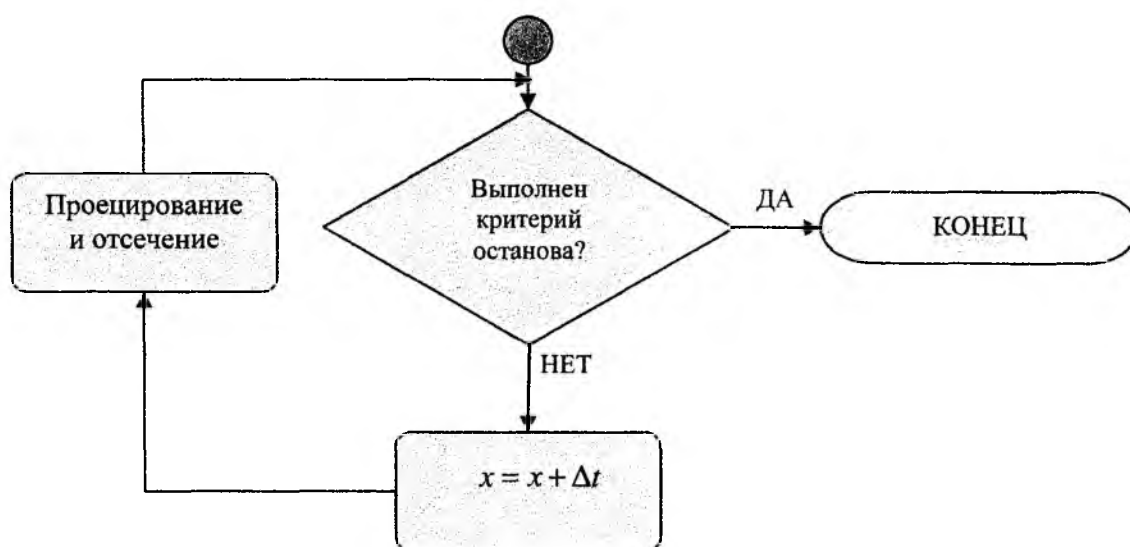 Выполнен
критерий
останова?
ДА
КОНЕЦ
НЕТ
x = x + Δt
Проецирование
и отсечение